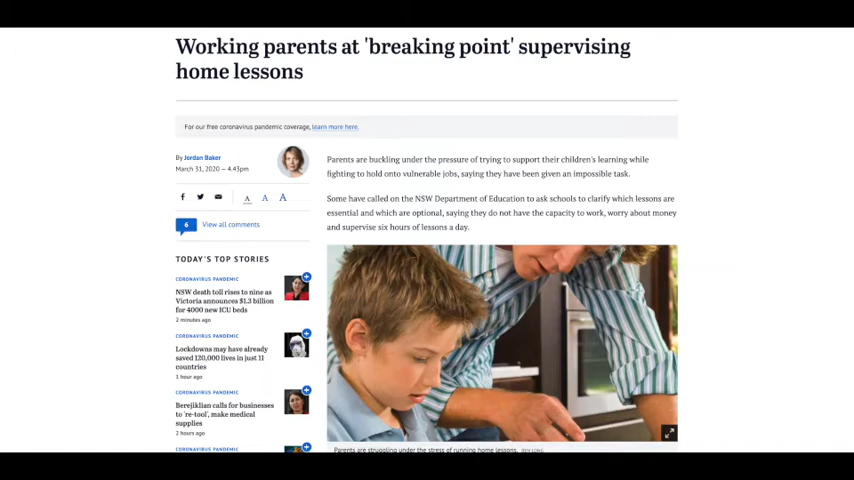 Working parents at 'breaking point' supervising
home lessons
For our free coronavirus pandemic coverage, learn more here.
By Jordan Baker
March 31, 2020 — 4.43pm
A A A
6 View all comments
TODAY'S TOP STORIES
CORONAVIRUS PANDEMIC
NSW death toll rises to nine as
Victoria announces $1.3 billion
for 4000 new ICU beds
2 minutes ago
CORONAVIRUS PANDEMIC
Lockdowns may have already
saved 120,000 lives in just 11
countries
1 hour ago
CORONAVIRUS PANDEMIC
Berejiklian calls for businesses
to 're-tool', make medical
supplies
2 hours ago
CORONAVIRUS PANDEMIC
Parents are buckling under the pressure of trying to support their children's learning while
fighting to hold onto vulnerable jobs, saying they have been given an impossible task.
Some have called on the NSW Department of Education to ask schools to clarify which lessons are
essential and which are optional, saying they do not have the capacity to work, worry about money
and supervise six hours of lessons a day.
Parents are struggling under the stress of running home lessons. BEN LONG